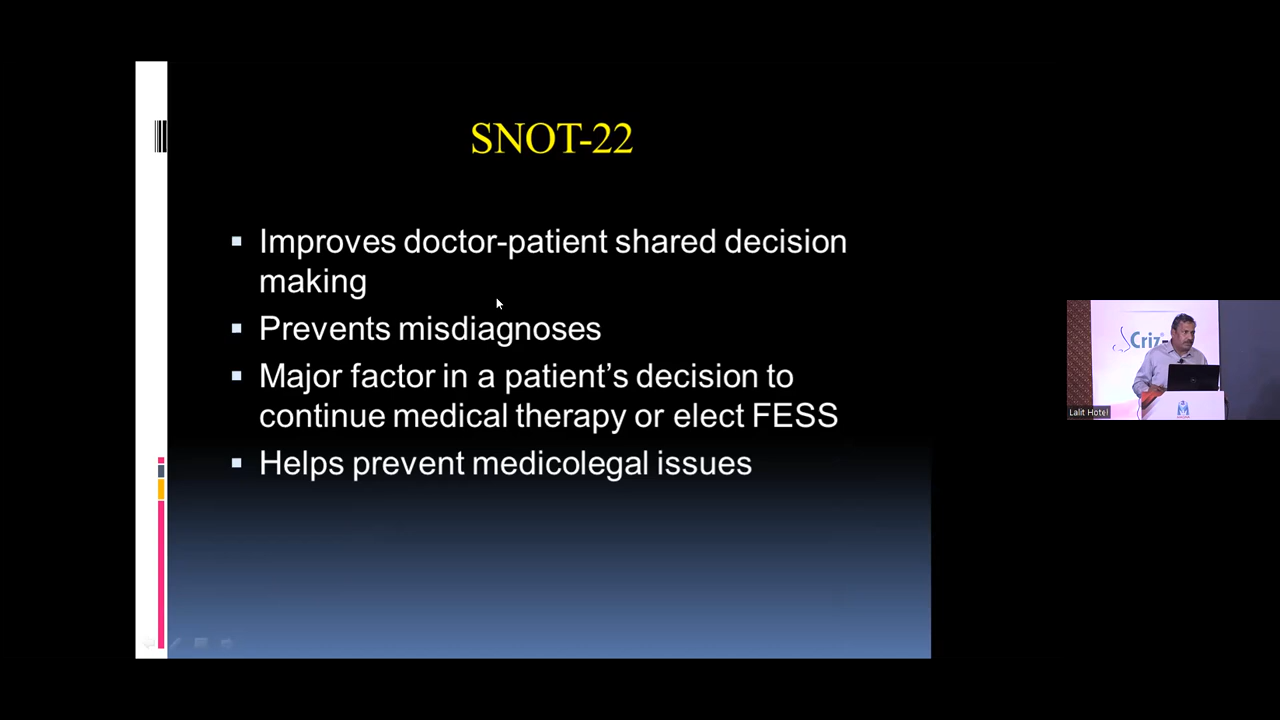 SNOT-22
Improves doctor-patient shared decision
making
Prevents misdiagnoses
Major factor in a patient’s decision to
continue medical therapy or elect FESS
Helps prevent medicolegal issues
Criz-
Lalit Hotel